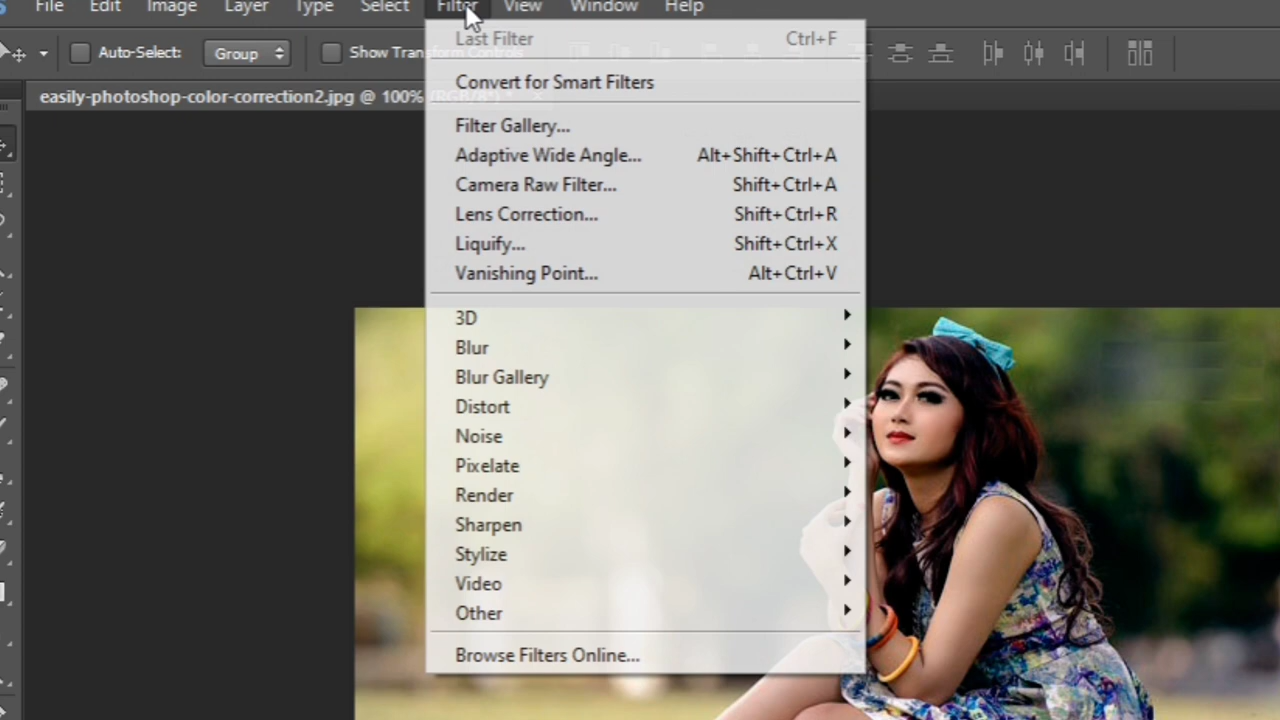 File Edit Image Layer Type Select Filter View Window Help
Auto-Select: Group Show Transform Controls
easily-photoshop-color-correction2.jpg @ 100% (RGB/8*) *
Last Filter Ctrl+F
Convert for Smart Filters
Filter Gallery...
Adaptive Wide Angle... Alt+Shift+Ctrl+A
Camera Raw Filter... Shift+Ctrl+A
Lens Correction... Shift+Ctrl+R
Liquify... Shift+Ctrl+X
Vanishing Point... Alt+Ctrl+V
3D
Blur
Blur Gallery
Distort
Noise
Pixelate
Render
Sharpen
Stylize
Video
Other
Browse Filters Online...